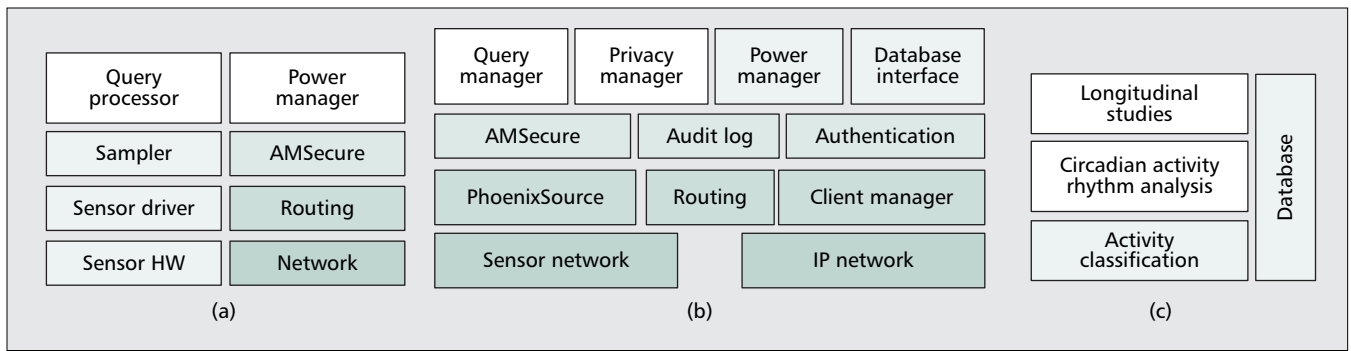 Query
processor
Power
manager
Sampler
AMSecure
Sensor driver
Routing
Sensor HW
Network
(a)
Query
manager
Privacy
manager
Power
manager
Database
interface
AMSecure
Audit log
Authentication
PhoenixSource
Routing
Client manager
Sensor network
IP network
(b)
Longitudinal
studies
Circadian activity
rhythm analysis
Activity
classification
Database
(c)